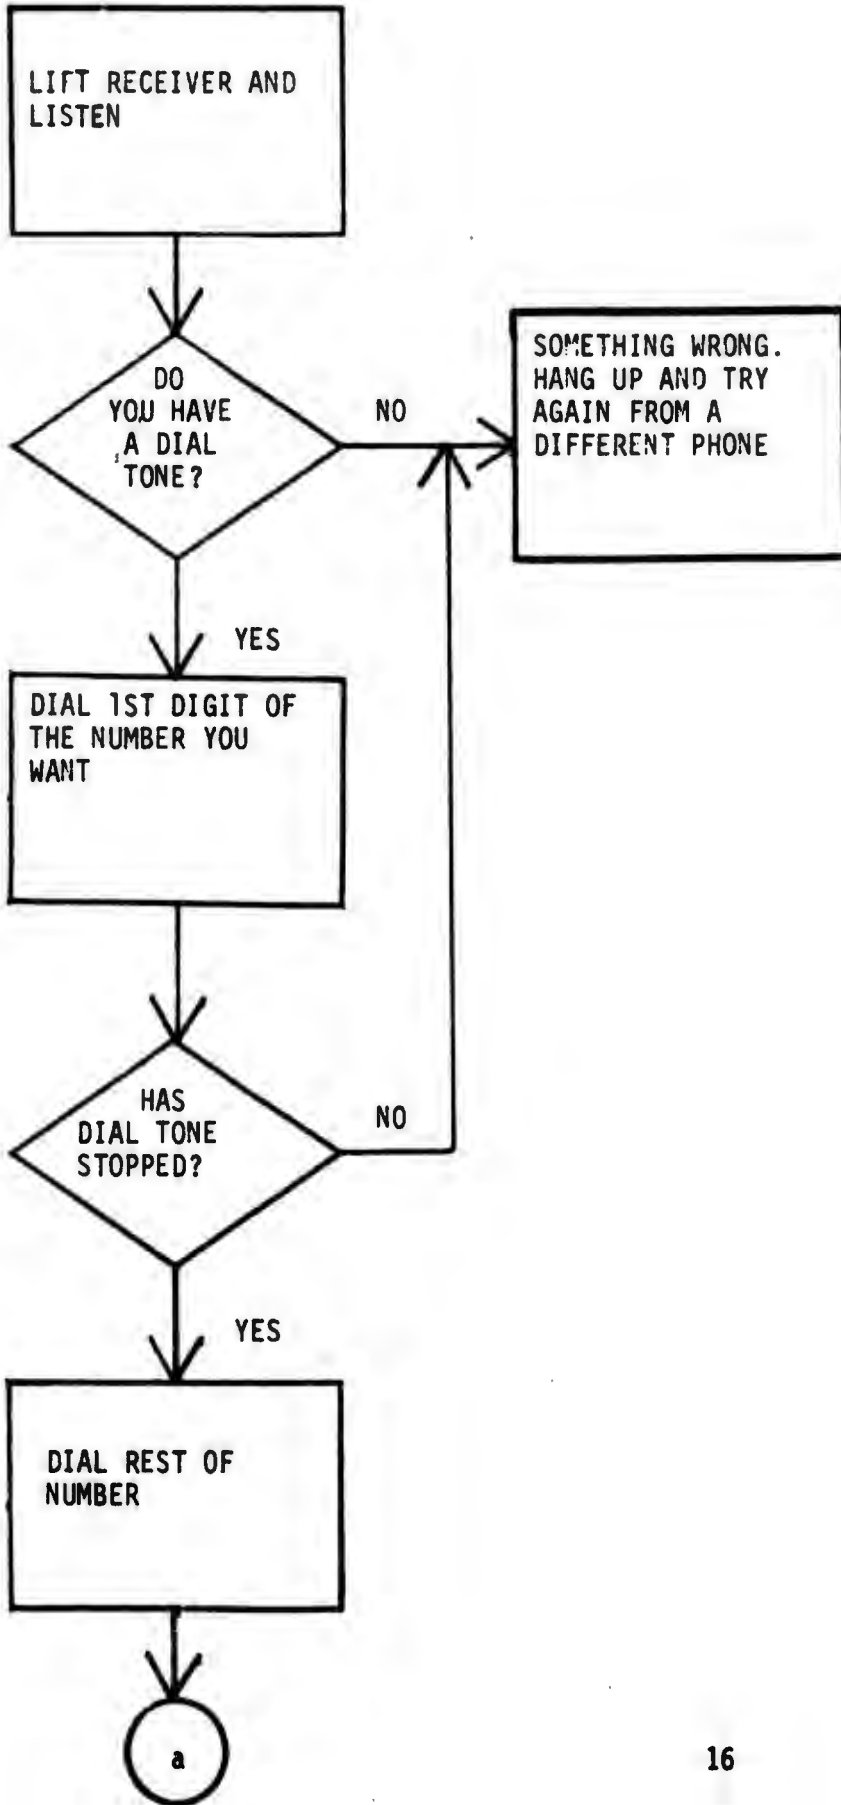 LIFT RECEIVER AND
LISTEN
DO
YOU HAVE
A DIAL
TONE?
NO
SOMETHING WRONG.
HANG UP AND TRY
AGAIN FROM A
DIFFERENT PHONE
YES
DIAL 1ST DIGIT OF
THE NUMBER YOU
WANT
HAS
DIAL TONE
STOPPED?
NO
YES
DIAL REST OF
NUMBER
a
16